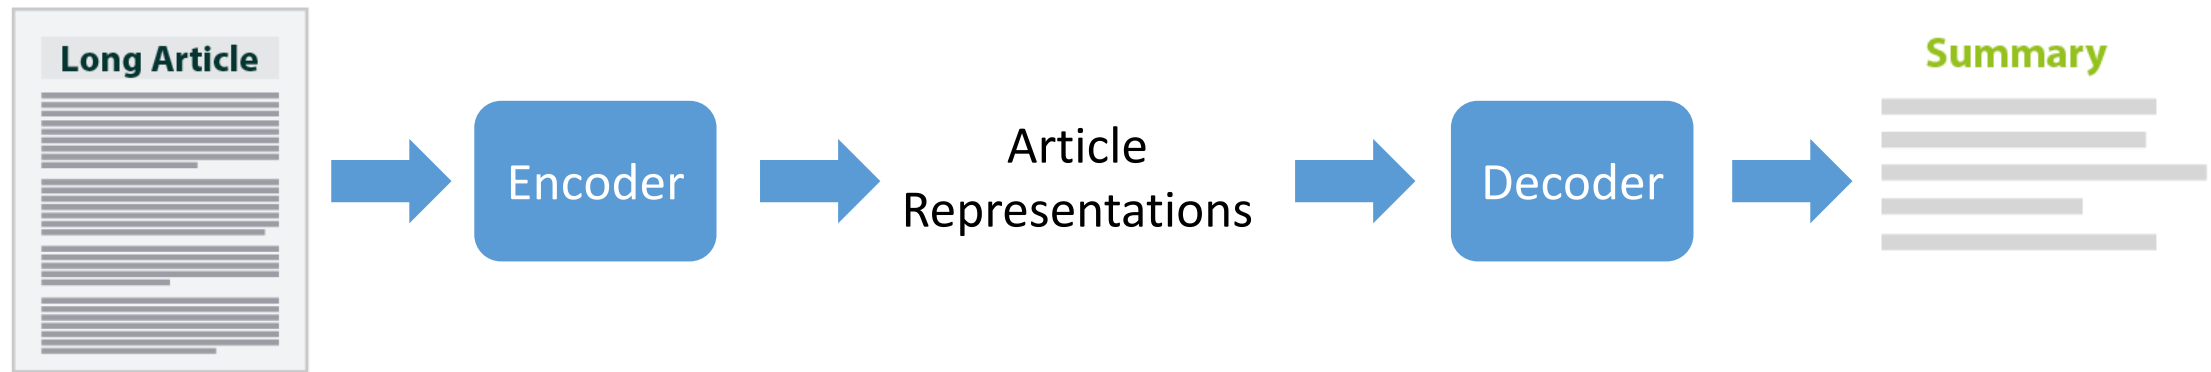 Long Article
Encoder
Article
Representations
Decoder
Summary